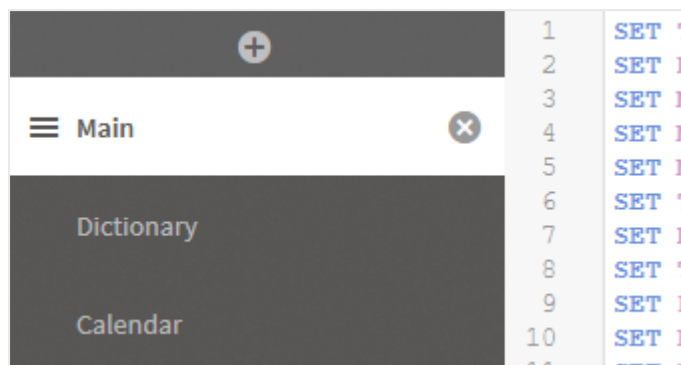 Main
Dictionary
Calendar
1 SET
2 SET
3 SET
4 SET
5 SET
6 SET
7 SET
8 SET
9 SET
10 SET